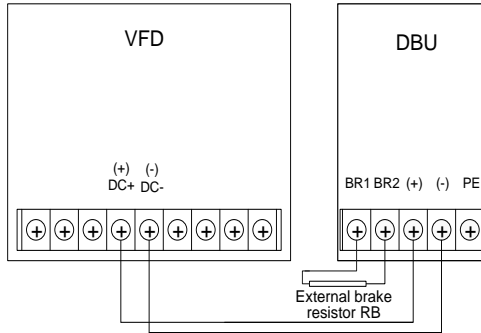 VFD
DBU
(+) (-)
DC+ DC-
BR1 BR2 (+) (-) PE
External brake
resistor RB